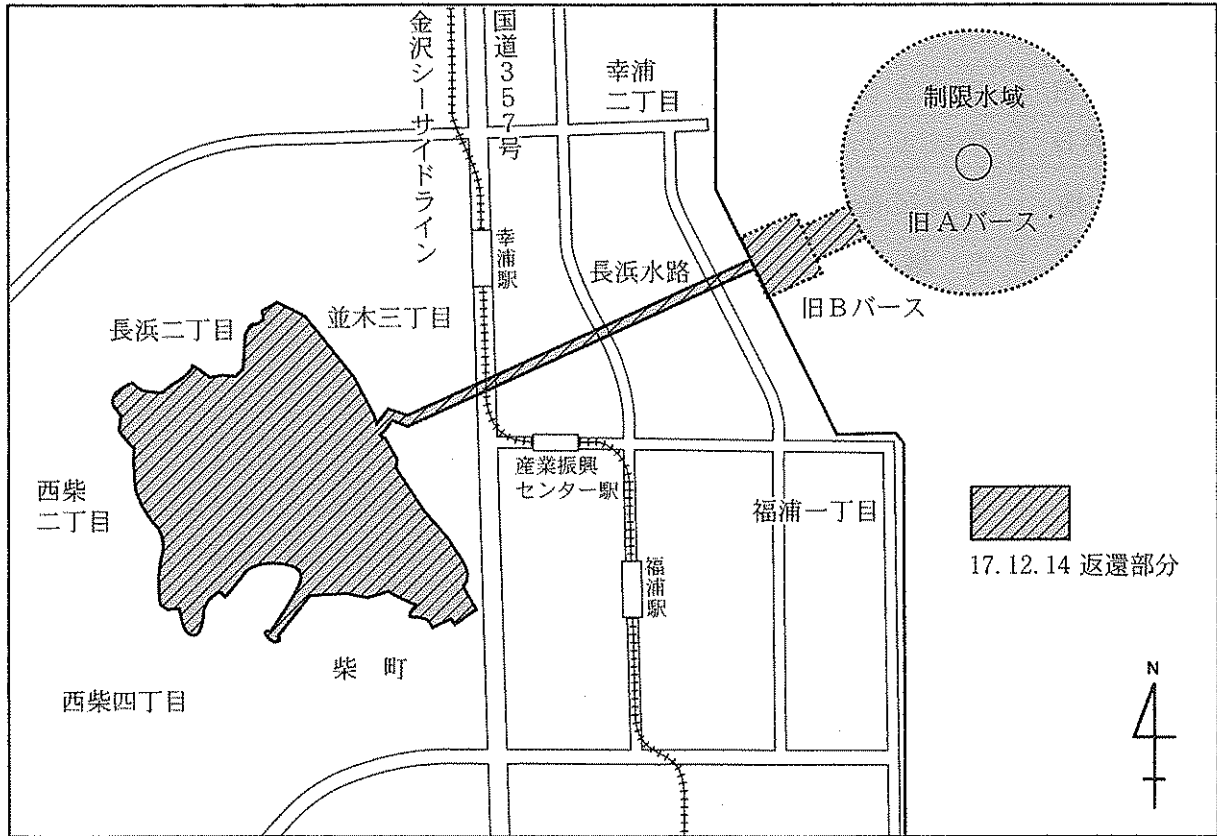 金沢シーサイドライン
国道357号
幸浦
二丁目
制限水域
旧Aバース
幸浦駅
長浜水路
旧Bバース
長浜二丁目
並木三丁目
西柴
二丁目
産業振興
センター駅
福浦一丁目
福浦駅
17.12.14 返還部分
柴 町
西柴四丁目
N